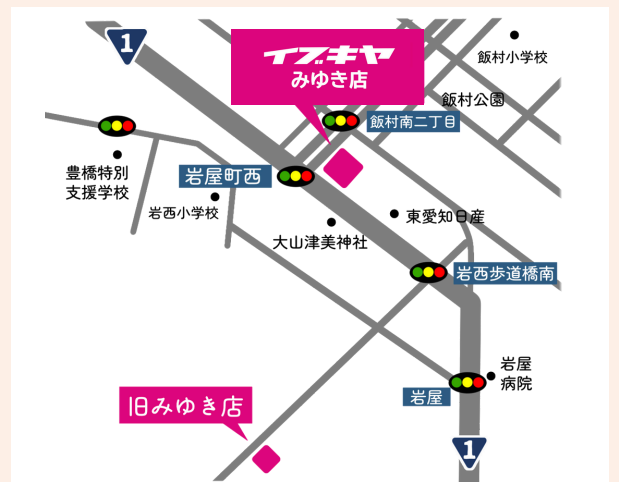 1
イブキヤ
みゆき店
飯村小学校
飯村公園
飯村南二丁目
豊橋特別
支援学校
岩屋町西
岩西小学校
東愛知日産
大山津美神社
岩西歩道橋南
岩屋
病院
岩屋
旧みゆき店
1